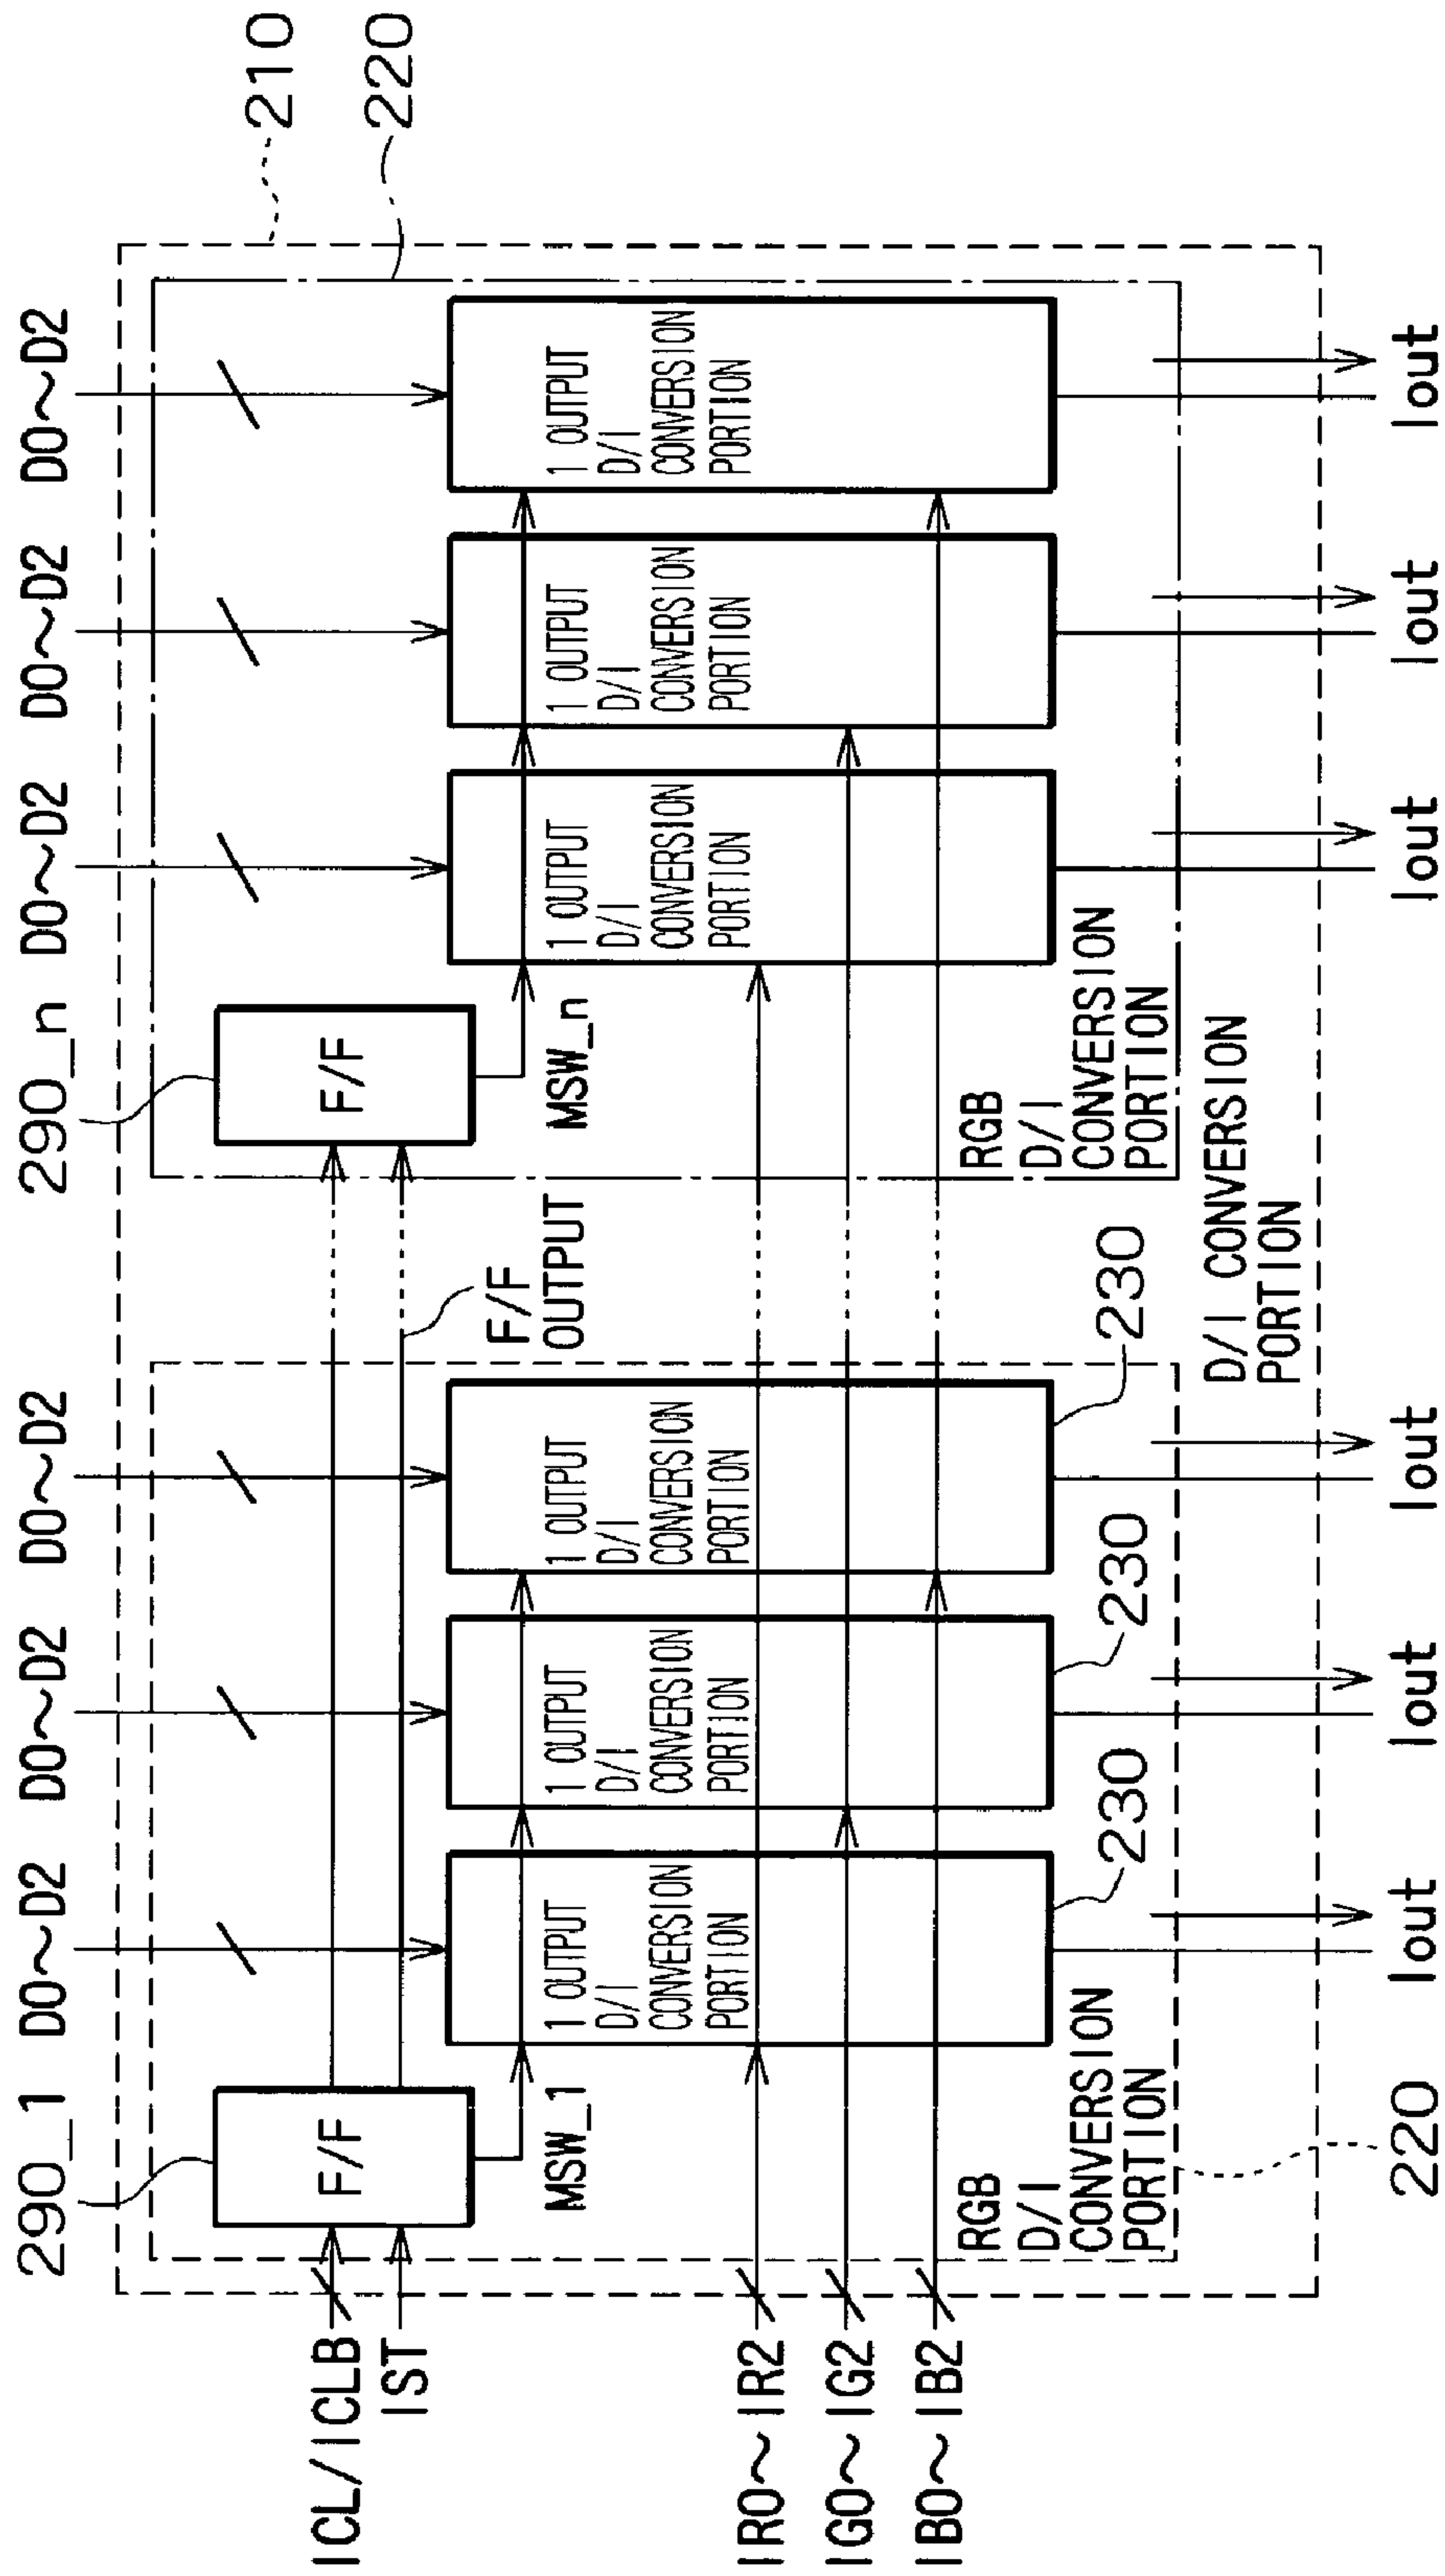 290_1
D0~D2
D0~D2
D0~D2
290_n
D0~D2
D0~D2
D0~D2
210
220
ICL/ICLB
IST
F/F
F/F
F/F
OUTPUT
MSW_1
MSW_n
1 OUTPUT
D/I
CONVERSION
PORTION
1 OUTPUT
D/I
CONVERSION
PORTION
1 OUTPUT
D/I
CONVERSION
PORTION
1 OUTPUT
D/I
CONVERSION
PORTION
1 OUTPUT
D/I
CONVERSION
PORTION
1 OUTPUT
D/I
CONVERSION
PORTION
IR0~IR2
IG0~IG2
IB0~IB2
RGB
D/I
CONVERSION
PORTION
230
230
230
RGB
D/I
CONVERSION
PORTION
D/I CONVERSION
PORTION
220
Iout
Iout
Iout
Iout
Iout
Iout